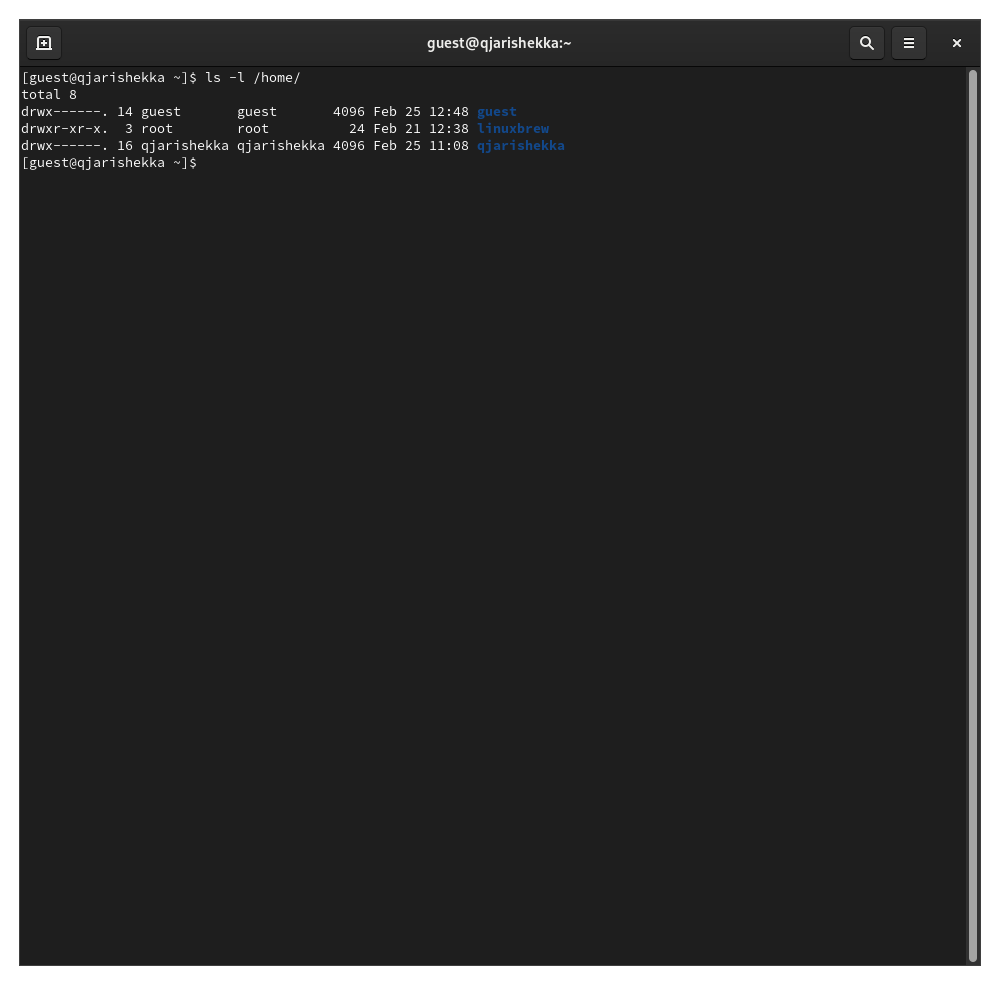 guest@qjarishekka:~
[guest@qjarishekka ~]$ ls -l /home/
total 8
drwx------. 14 guest       guest       4096 Feb 25 12:48 guest
drwxr-xr-x.  3 root        root          24 Feb 21 12:38 linuxbrew
drwx------. 16 qjarishekka qjarishekka 4096 Feb 25 11:08 qjarishekka
[guest@qjarishekka ~]$